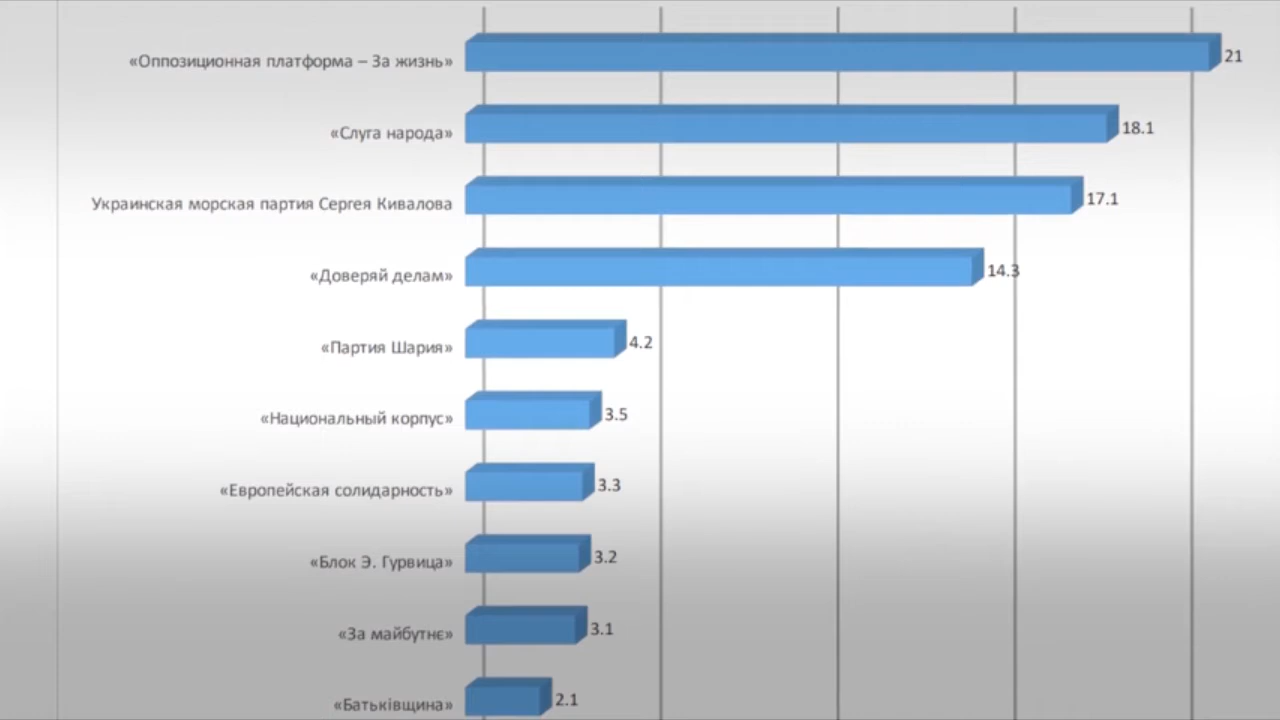 «Оппозиционная платформа – За жизнь» 21
«Слуга народа» 18.1
Украинская морская партия Сергея Кивалова 17.1
«Доверяй делам» 14.3
«Партия Шария» 4.2
«Национальный корпус» 3.5
«Европейская солидарность» 3.3
«Блок Э. Гурвица» 3.2
«За майбутнє» 3.1
«Батьківщина» 2.1